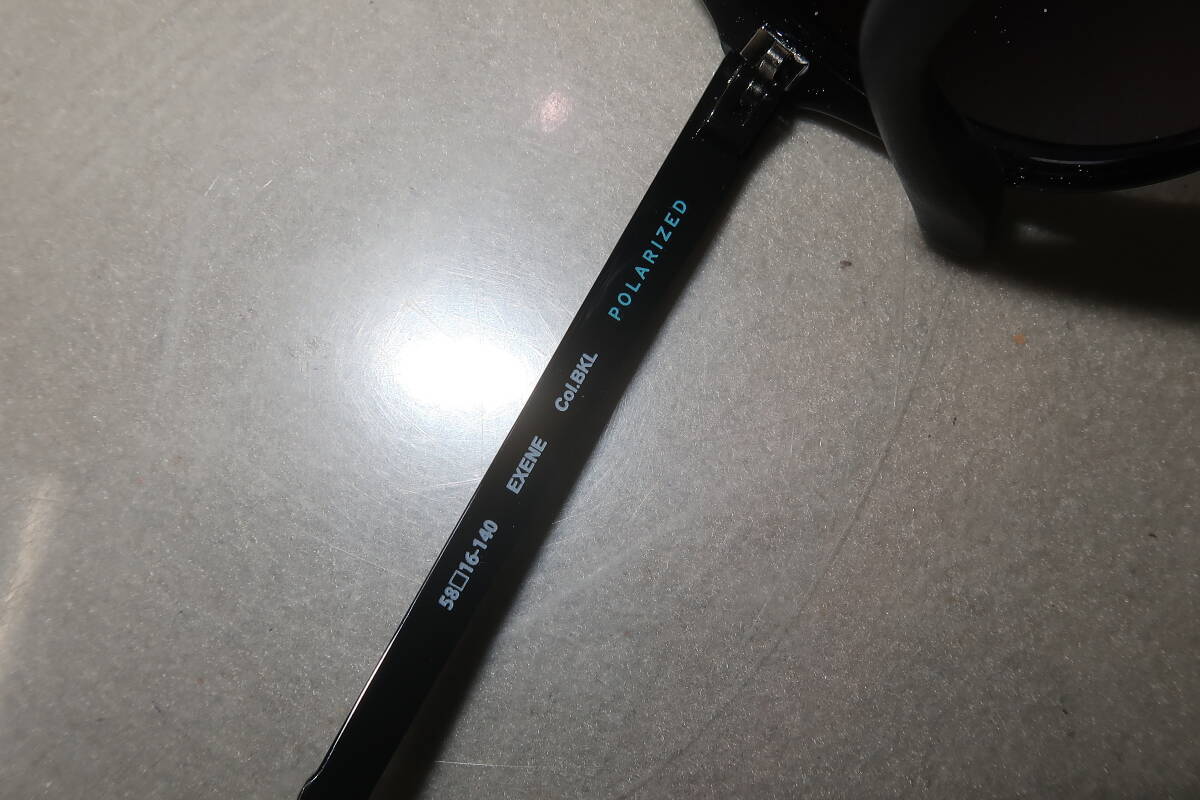 58□16-140 EXENE Col.BKL POLARIZED